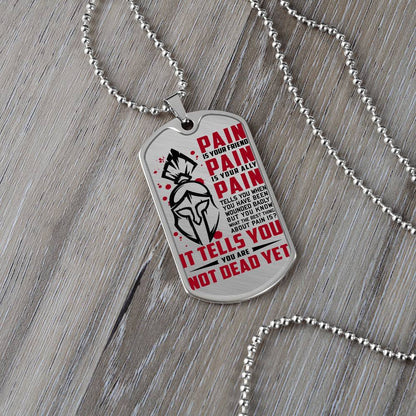 PAIN
IS YOUR FRIEND
PAIN
IS YOUR ALLY
PAIN
TELLS YOU WHEN
YOU HAVE BEEN
WOUNDED BADLY
BUT YOU KNOW
WHAT THE BEST THING
ABOUT PAIN IS?
IT TELLS YOU
YOU ARE
NOT DEAD YET